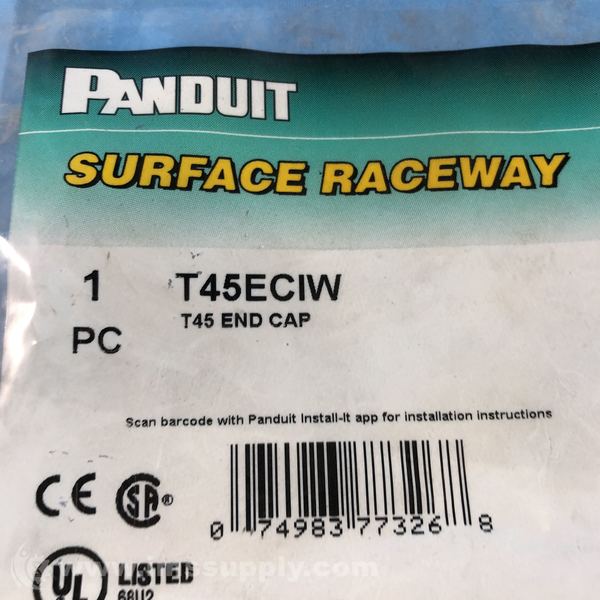 PANDUIT
SURFACE RACEWAY
1 T45ECIW
PC T45 END CAP
Scan barcode with Panduit Install-It app for installation instructions
CE SA®
0 74983 77326 8
UL LISTED
68U2